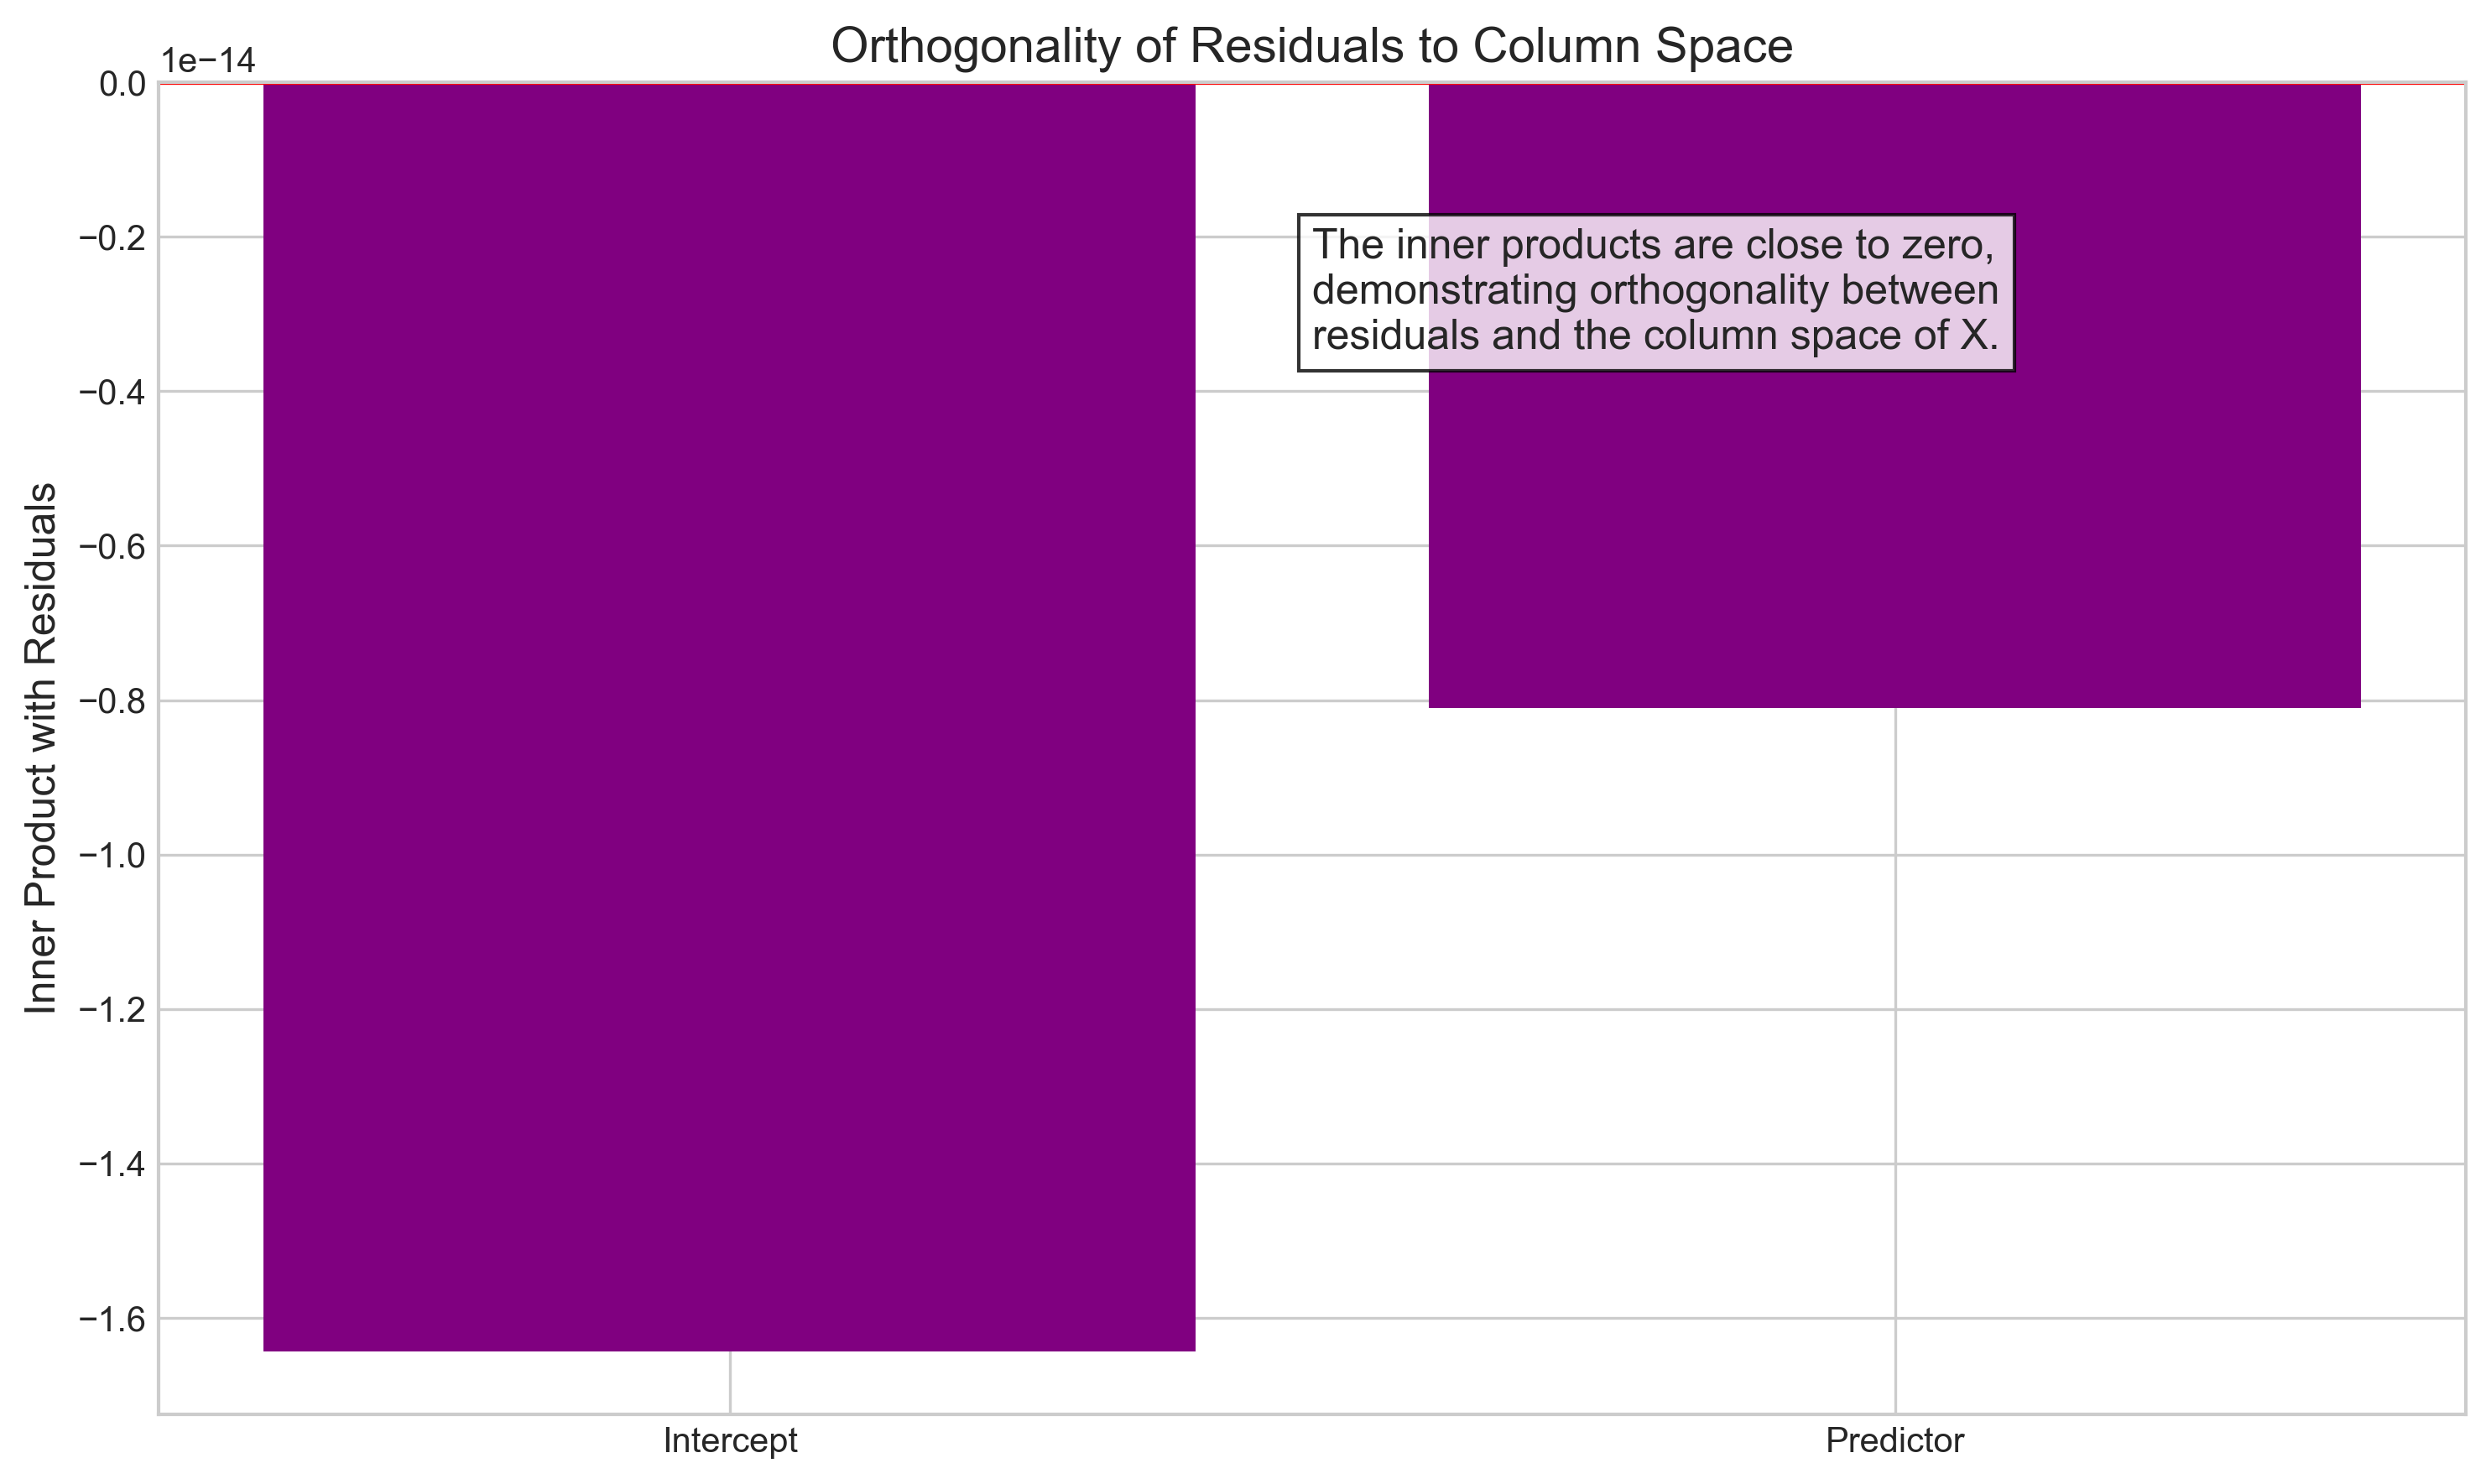 Orthogonality of Residuals to Column Space
1e−14
0.0
−0.2
−0.4
−0.6
−0.8
−1.0
−1.2
−1.4
−1.6
Inner Product with Residuals
The inner products are close to zero,
demonstrating orthogonality between
residuals and the column space of X.
Intercept
Predictor